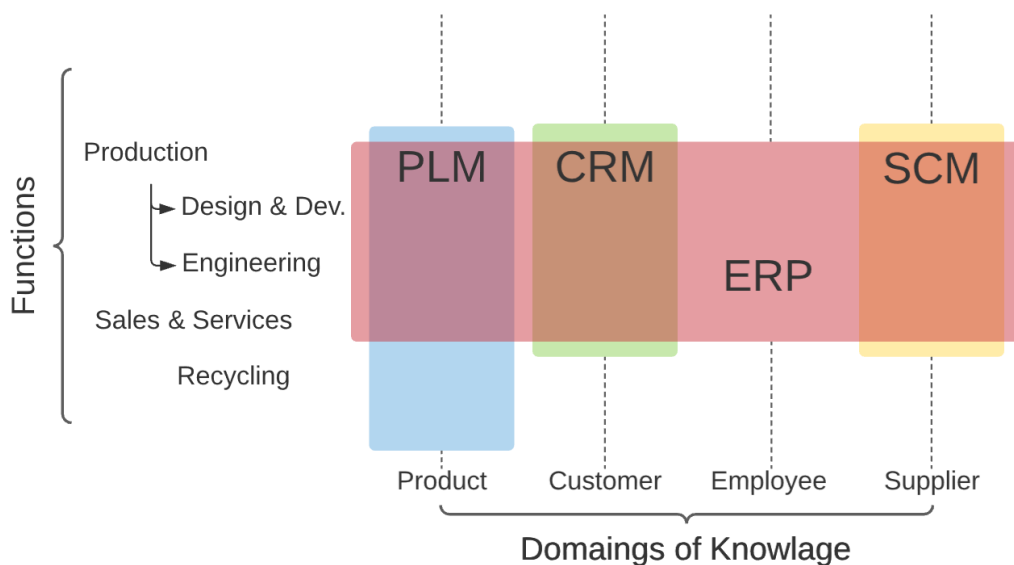 Functions
Production
Design & Dev.
Engineering
Sales & Services
Recycling
PLM
CRM
SCM
ERP
Product
Customer
Employee
Supplier
Domaings of Knowlage